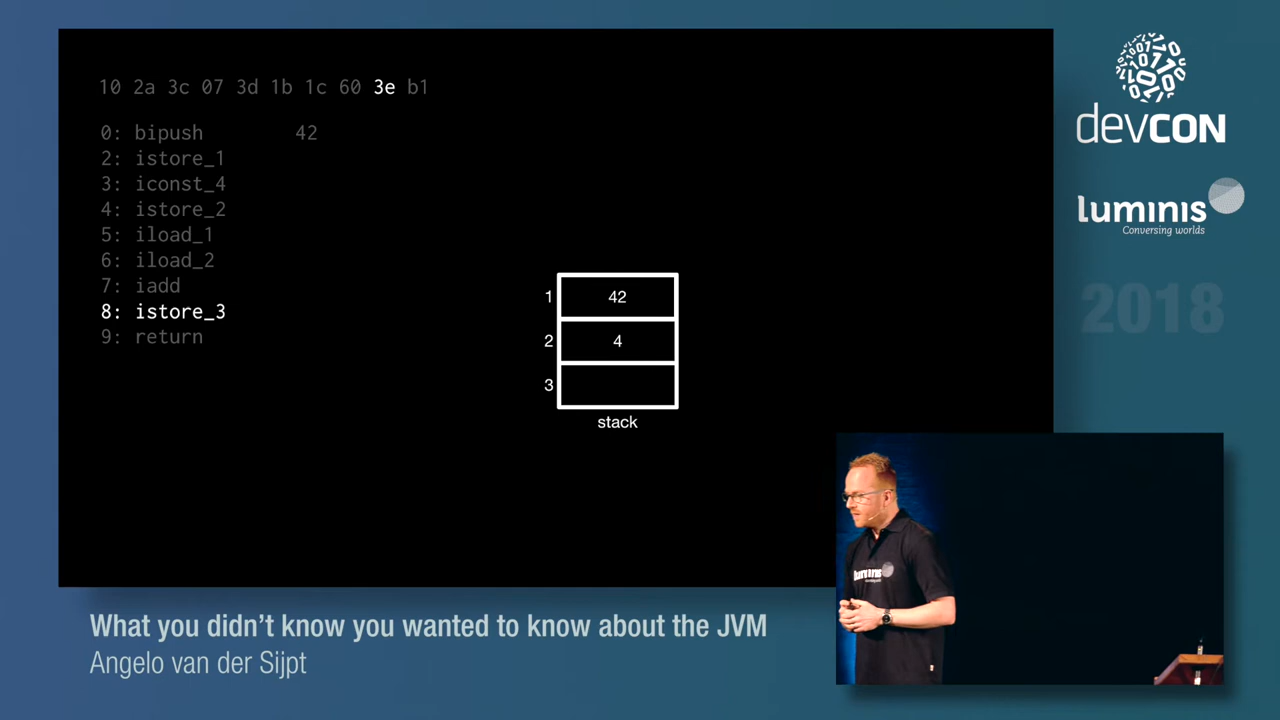 10 2a 3c 07 3d 1b 1c 60 3e b1
0: bipush 42
2: istore_1
3: iconst_4
4: istore_2
5: iload_1
6: iload_2
7: iadd
8: istore_3
9: return
1 42
2 4
3
stack
devCON
luminis
Conversing worlds
2018
What you didn't know you wanted to know about the JVM
Angelo van der Sijpt